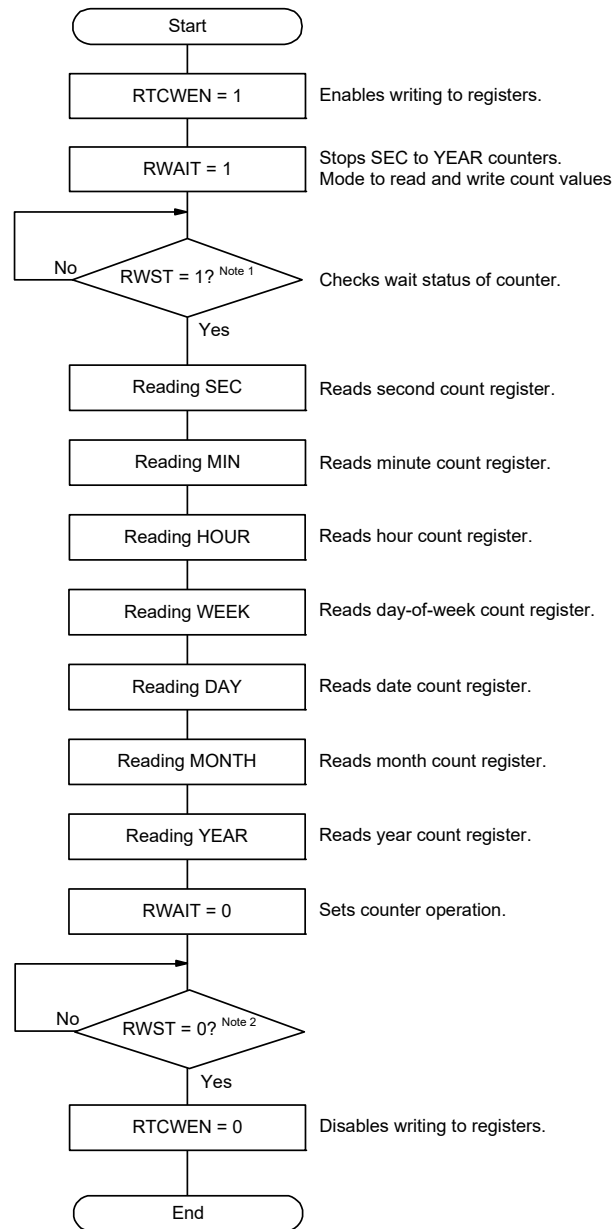 Start
RTCWEN = 1
Enables writing to registers.
RWAIT = 1
Stops SEC to YEAR counters.
Mode to read and write count values
No
RWST = 1? Note 1
Checks wait status of counter.
Yes
Reading SEC
Reads second count register.
Reading MIN
Reads minute count register.
Reading HOUR
Reads hour count register.
Reading WEEK
Reads day-of-week count register.
Reading DAY
Reads date count register.
Reading MONTH
Reads month count register.
Reading YEAR
Reads year count register.
RWAIT = 0
Sets counter operation.
No
RWST = 0? Note 2
Yes
RTCWEN = 0
Disables writing to registers.
End